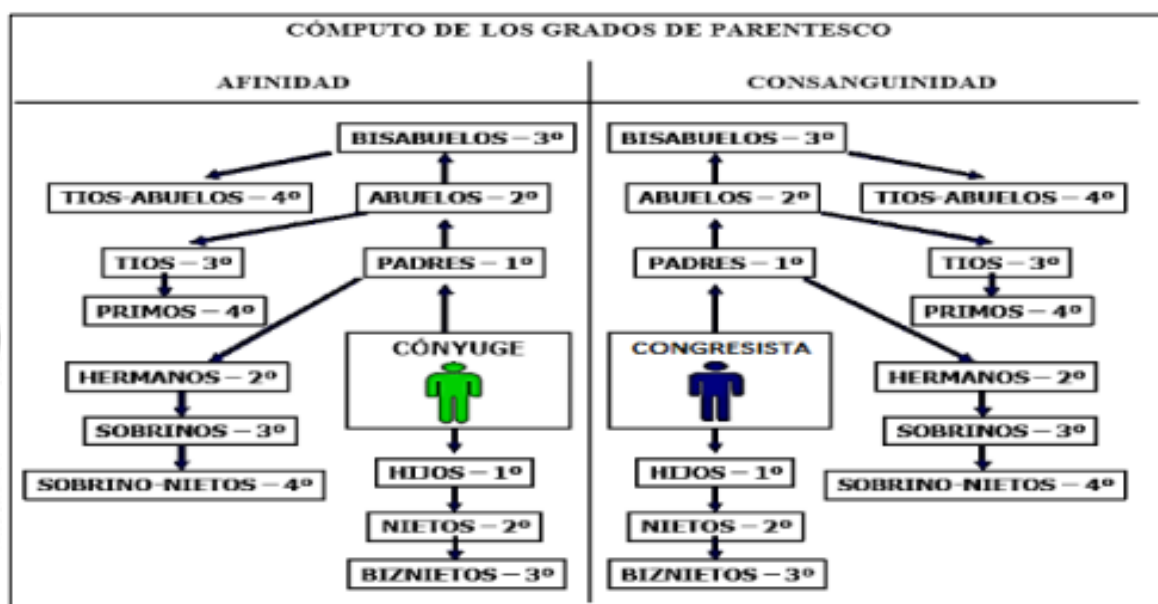 CÓMPUTO DE LOS GRADOS DE PARENTESCO
AFINIDAD
BISABUELOS – 3º
TIOS-ABUELOS – 4º
ABUELOS – 2º
TIOS – 3º
PADRES – 1º
PRIMOS – 4º
CÓNYUGE
HERMANOS – 2º
SOBRINOS – 3º
HIJOS – 1º
SOBRINO-NIETOS – 4º
NIETOS – 2º
BIZNIETOS – 3º
CONSANGUINIDAD
BISABUELOS – 3º
ABUELOS – 2º
TIOS-ABUELOS – 4º
PADRES – 1º
TIOS – 3º
PRIMOS – 4º
CONGRESISTA
HERMANOS – 2º
SOBRINOS – 3º
HIJOS – 1º
SOBRINO-NIETOS – 4º
NIETOS – 2º
BIZNIETOS – 3º